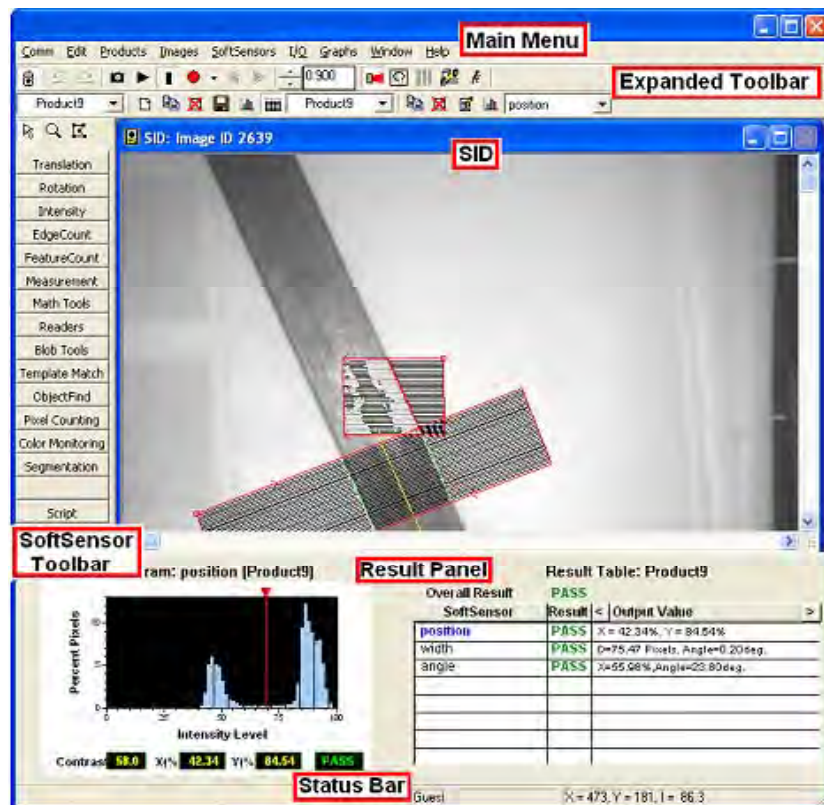 Main Menu
Comm Edit Products Images SoftSensors I/O Graphs Window Help
0.900
Expanded Toolbar
Product9 Product9 position
SID: Image ID 2639
SID
Translation
Rotation
Intensity
EdgeCount
FeatureCount
Measurement
Math Tools
Readers
Blob Tools
Template Match
ObjectFind
Pixel Counting
Color Monitoring
Segmentation
Script
SoftSensor
Toolbar
ram: position [Product9]
Result Panel
Result Table: Product9
Overall Result PASS
SoftSensor Result < Output Value >
position PASS X = 42.34%, Y = 84.54%
width PASS D=75.47 Pixels, Angle=0.20deg.
angle PASS X=55.98%,Angle=23.80deg.
Percent Pixels
0 50 75 100
Intensity Level
Contrast 58.0 X(% 42.34 Y(% 84.54 PASS
Status Bar
Guest X = 473, Y = 181, I = 86.3